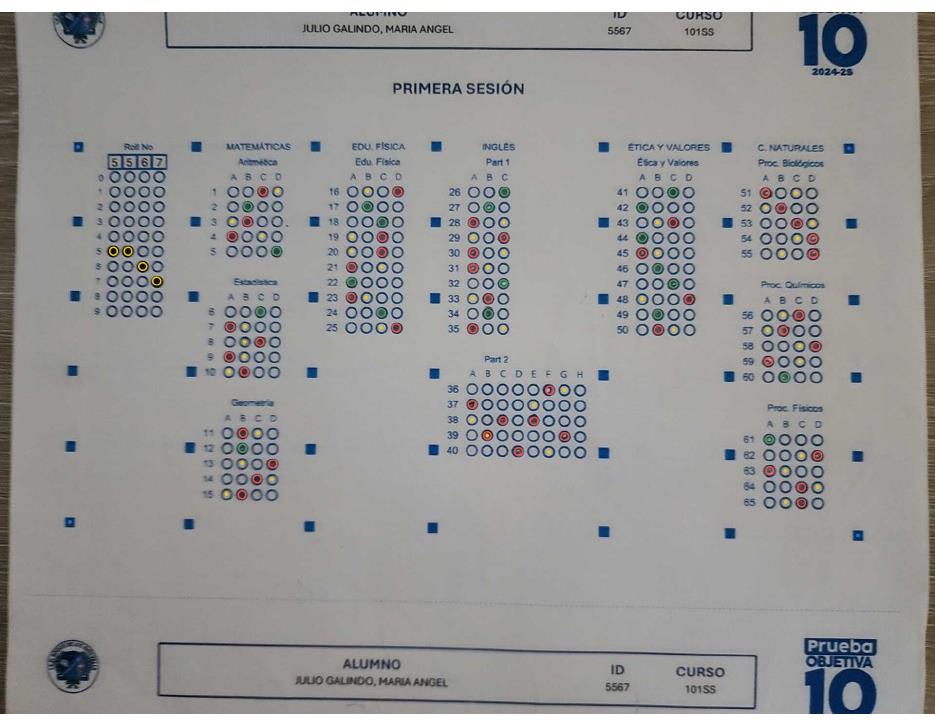 ALUMNO ID CURSO
JULIO GALINDO, MARIA ANGEL 5567 101SS
10
2024-2S
PRIMERA SESIÓN
Roll No MATEMÁTICAS EDU. FÍSICA INGLÉS ÉTICA Y VALORES C. NATURALES
5 5 6 7 Aritmética Edu. Física Part 1 Ética y Valores Proc. Biológicos
A B C D A B C D A B C A B C D A B C D
0
1 1 16 26 41 51
2 2 17 27 42 52
3 3 18 28 43 53
4 4 19 29 44 54
5 5 20 30 45 55
6 21 31 46
7 Estadística 22 32 47 Proc. Químicos
8 A B C D 23 33 48 A B C D
9 6 24 34 49 56
7 25 35 50 57
8 58
9 Part 2 59
10 A B C D E F G H 60
36
37
Geometría 38 Proc. Físicos
A B C D 39 A B C D
11 40 61
12 62
13 63
14 64
15 65
ALUMNO ID CURSO
JULIO GALINDO, MARIA ANGEL 5567 101SS
Prueba
OBJETIVA
10